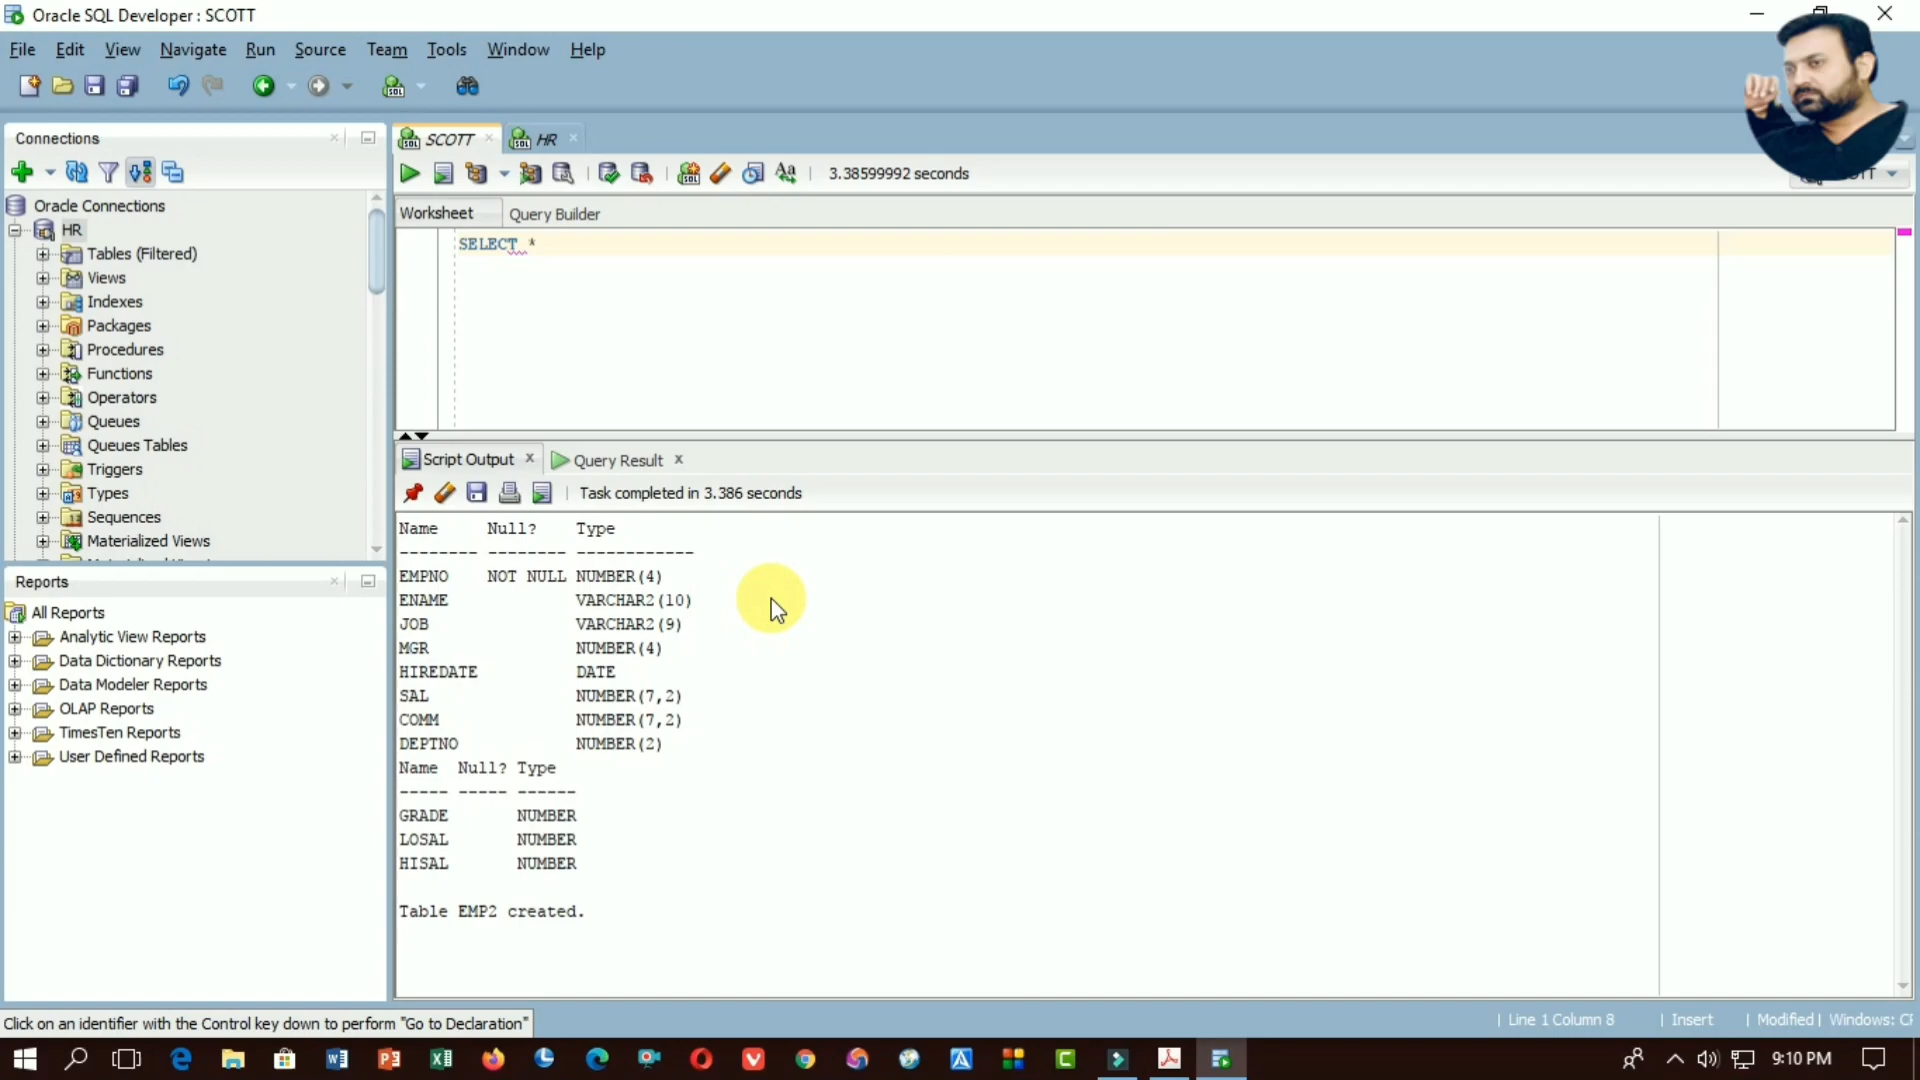 Oracle SQL Developer : SCOTT
File Edit View Navigate Run Source Team Tools Window Help
Connections
SCOTT HR
3.38599992 seconds
Oracle Connections
HR
Tables (Filtered)
Views
Indexes
Packages
Procedures
Functions
Operators
Queues
Queues Tables
Triggers
Types
Sequences
Materialized Views
Worksheet Query Builder
SELECT *
Script Output Query Result
Task completed in 3.386 seconds
Name Null? Type
-------- -------- ------------
EMPNO NOT NULL NUMBER(4)
ENAME VARCHAR2(10)
JOB VARCHAR2(9)
MGR NUMBER(4)
HIREDATE DATE
SAL NUMBER(7,2)
COMM NUMBER(7,2)
DEPTNO NUMBER(2)
Name Null? Type
----- ----- ------
GRADE NUMBER
LOSAL NUMBER
HISAL NUMBER
Table EMP2 created.
Reports
All Reports
Analytic View Reports
Data Dictionary Reports
Data Modeler Reports
OLAP Reports
TimesTen Reports
User Defined Reports
Click on an identifier with the Control key down to perform "Go to Declaration"
| Line 1 Column 8 | Insert | Modified | Windows:
9:10 PM